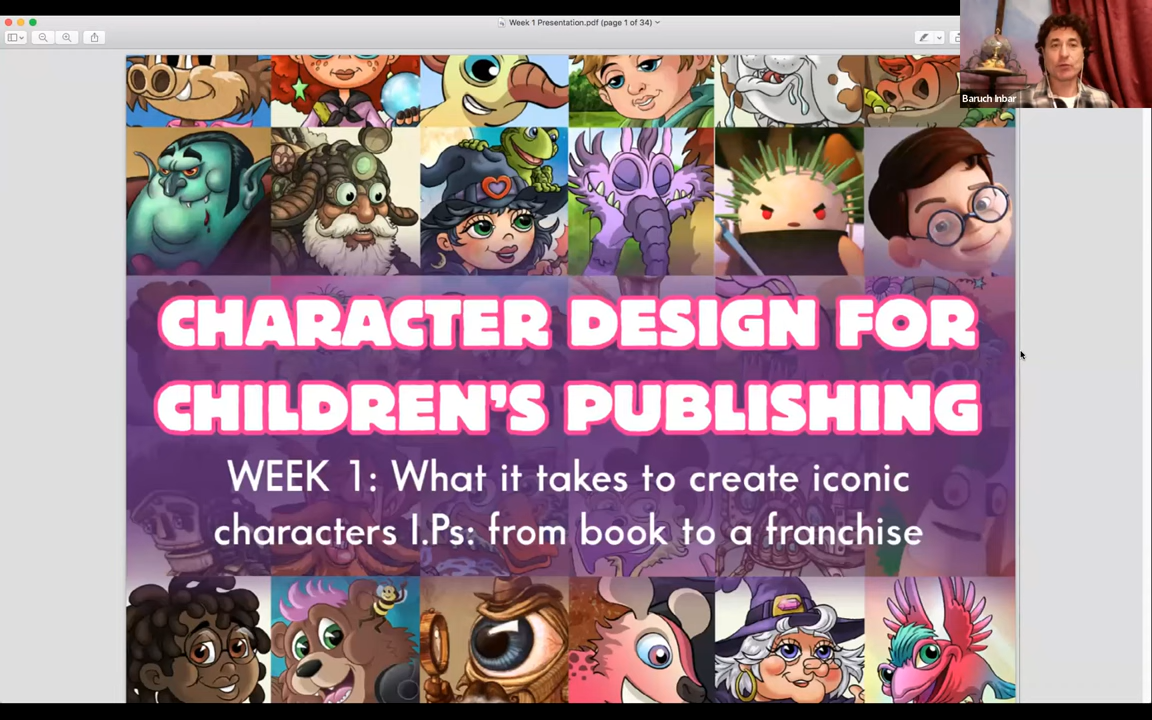 Week 1 Presentation.pdf (page 1 of 34)
Baruch Inbar
CHARACTER DESIGN FOR
CHILDREN'S PUBLISHING
WEEK 1: What it takes to create iconic
characters I.Ps: from book to a franchise